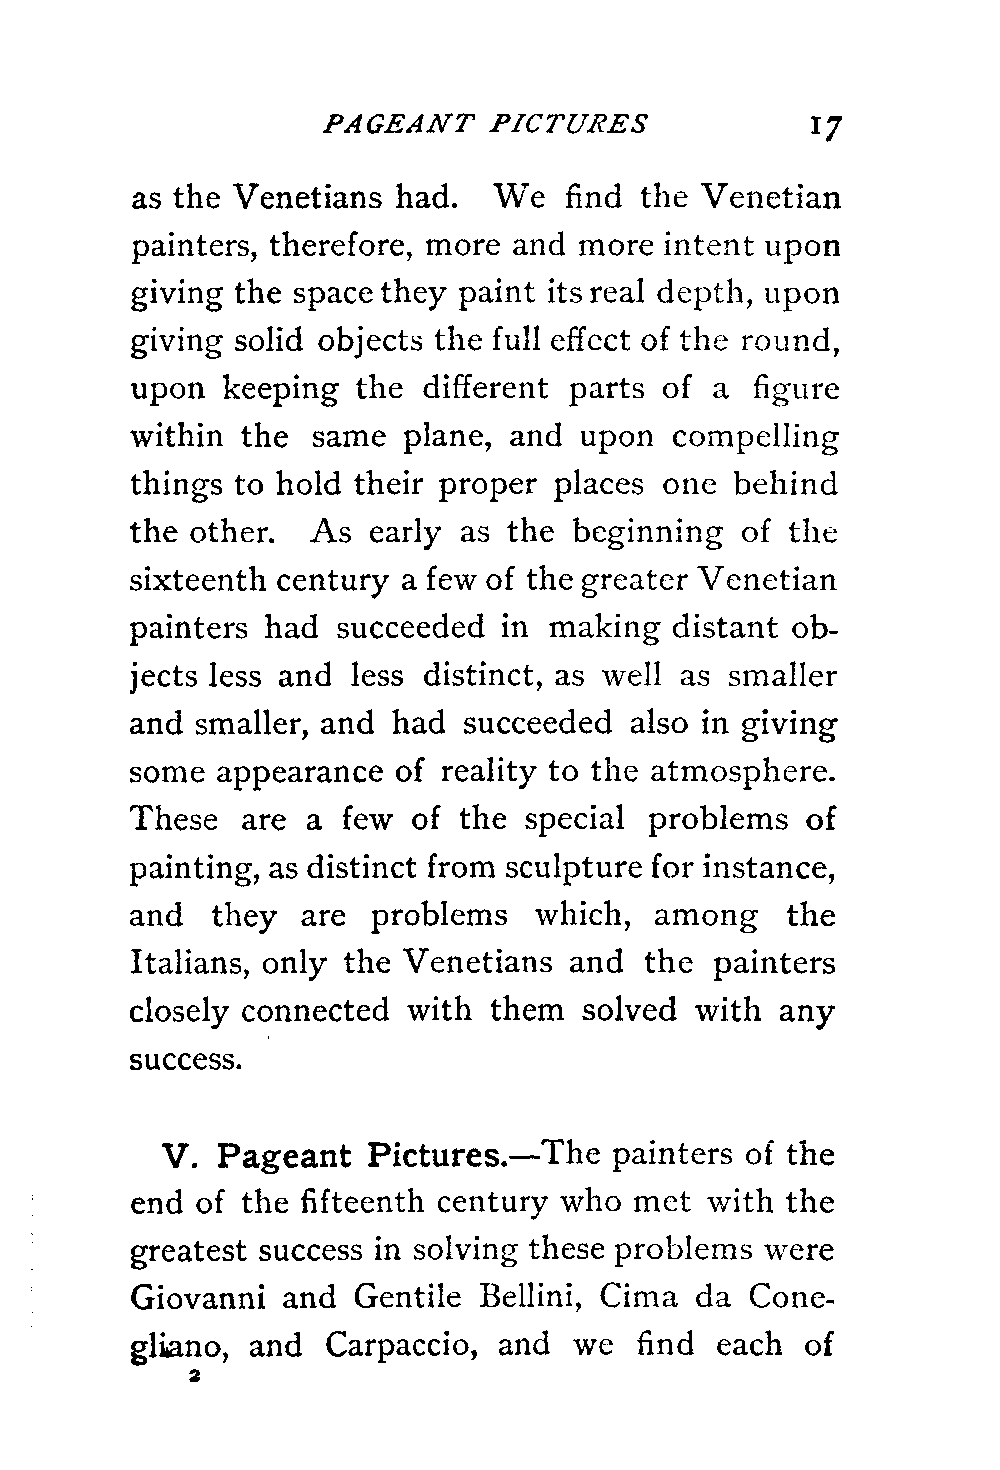 PAGEANT PICTURES 17
as the Venetians had. We find the Venetian
painters, therefore, more and more intent upon
giving the space they paint its real depth, upon
giving solid objects the full effect of the round,
upon keeping the different parts of a figure
within the same plane, and upon compelling
things to hold their proper places one behind
the other. As early as the beginning of the
sixteenth century a few of the greater Venetian
painters had succeeded in making distant ob-
jects less and less distinct, as well as smaller
and smaller, and had succeeded also in giving
some appearance of reality to the atmosphere.
These are a few of the special problems of
painting, as distinct from sculpture for instance,
and they are problems which, among the
Italians, only the Venetians and the painters
closely connected with them solved with any
success.
V. Pageant Pictures.—The painters of the
end of the fifteenth century who met with the
greatest success in solving these problems were
Giovanni and Gentile Bellini, Cima da Cone-
gliano, and Carpaccio, and we find each of
2